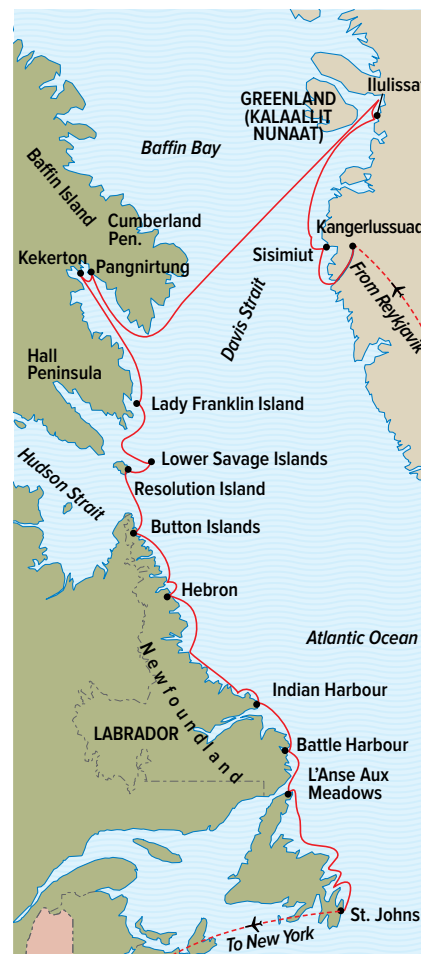 Ilulissat
GREENLAND
(KALAALLIT
NUNAAT)
Baffin Bay
Baffin Island
Cumberland
Pen.
Kangerlussuaq
Sisimiut
Kekerton
Pangnirtung
From Reykjavik
Davis Strait
Hall
Peninsula
Lady Franklin Island
Lower Savage Islands
Hudson Strait
Resolution Island
Button Islands
Hebron
Atlantic Ocean
Newfoundland
Indian Harbour
LABRADOR
Battle Harbour
L'Anse Aux
Meadows
St. Johns
To New York